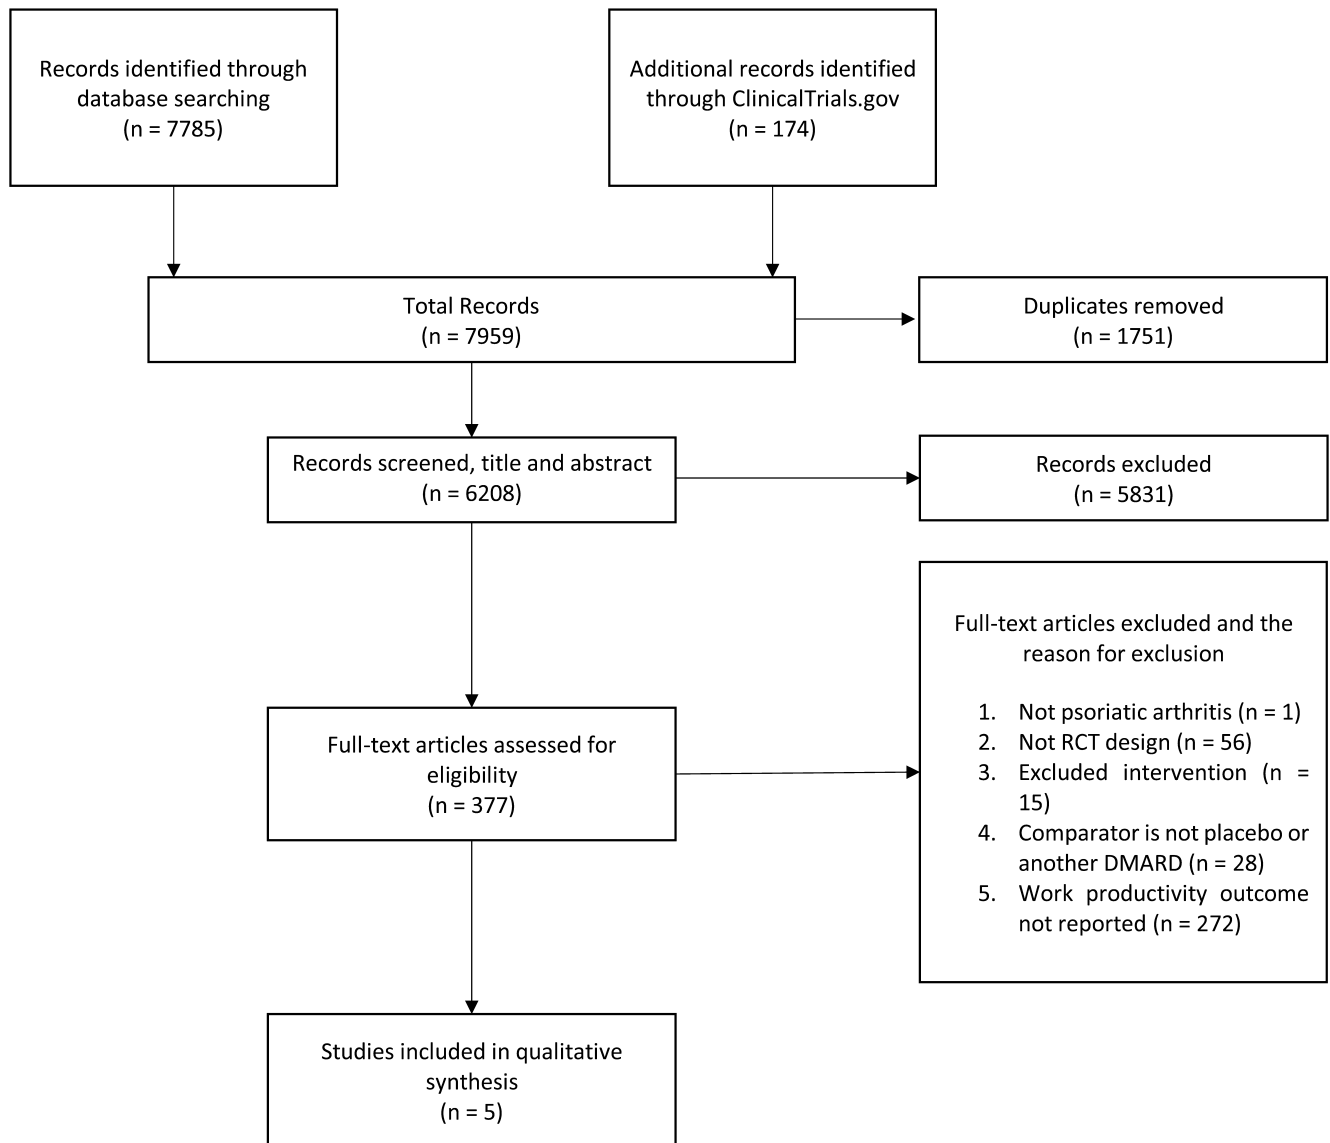 Records identified through
database searching
(n = 7785)
Additional records identified
through ClinicalTrials.gov
(n = 174)
Total Records
(n = 7959)
Duplicates removed
(n = 1751)
Records screened, title and abstract
(n = 6208)
Records excluded
(n = 5831)
Full-text articles assessed for
eligibility
(n = 377)
Full-text articles excluded and the
reason for exclusion
1. Not psoriatic arthritis (n = 1)
2. Not RCT design (n = 56)
3. Excluded intervention (n =
15)
4. Comparator is not placebo or
another DMARD (n = 28)
5. Work productivity outcome
not reported (n = 272)
Studies included in qualitative
synthesis
(n = 5)